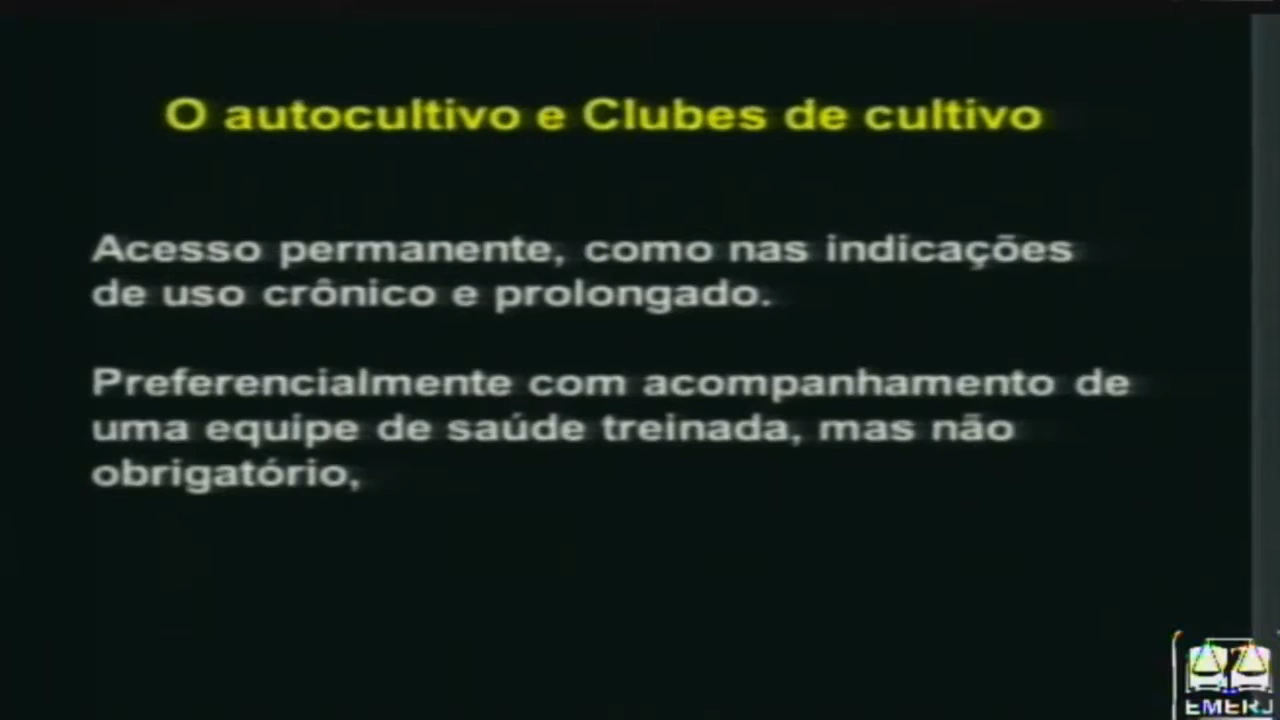 O autocultivo e Clubes de cultivo
Acesso permanente, como nas indicações
de uso crônico e prolongado.
Preferencialmente com acompanhamento de
uma equipe de saúde treinada, mas não
obrigatório,
EMERJ